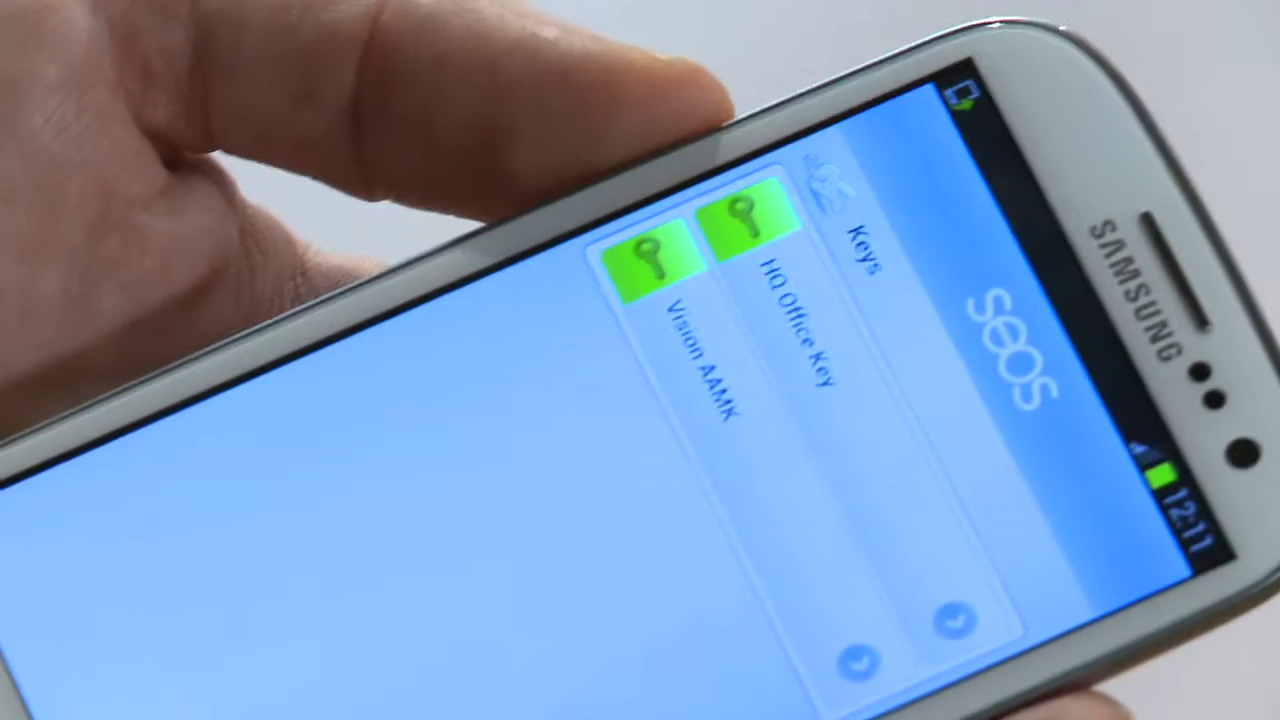 SAMSUNG
12:11
seos
Keys
HQ Office Key
Vision AAMK